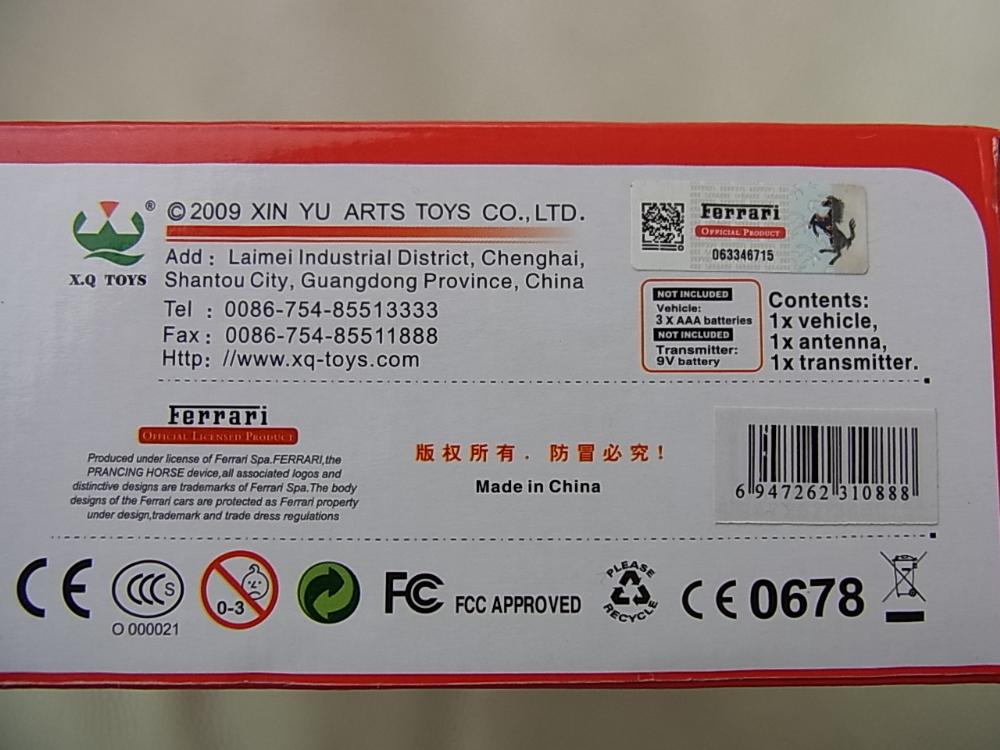 X.Q TOYS
®
© 2009 XIN YU ARTS TOYS CO.,LTD.
Add : Laimei Industrial District, Chenghai,
Shantou City, Guangdong Province, China
Tel : 0086-754-85513333
Fax : 0086-754-85511888
Http: //www.xq-toys.com
Ferrari
OFFICIAL PRODUCT
063346715
NOT INCLUDED
Vehicle:
3 X AAA batteries
NOT INCLUDED
Transmitter:
9V battery
Contents:
1x vehicle,
1x antenna,
1x transmitter.
Ferrari
OFFICIAL LICENSED PRODUCT
Produced under license of Ferrari Spa.FERRARI,the
PRANCING HORSE device,all associated logos and
distinctive designs are trademarks of Ferrari Spa.The body
designs of the Ferrari cars are protected as Ferrari property
under design,trademark and trade dress regulations
版权所有. 防冒必究!
Made in China
6 947262 310888
CE
CCC S
O 000021
0-3
FC FCC APPROVED
PLEASE
RECYCLE
CE 0678